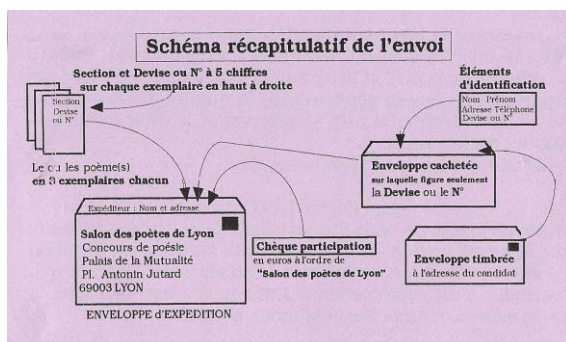 Schéma récapitulatif de l'envoi
Section et Devise ou N° à 5 chiffres
sur chaque exemplaire en haut à droite
Section
Devise
ou N°
Le ou les poème(s)
en 3 exemplaires chacun
Éléments
d'identification
Nom Prénom
Adresse Téléphone
Devise ou N°
Enveloppe cachetée
sur laquelle figure seulement
la Devise ou le N°
Expéditeur : Nom et adresse
Salon des poètes de Lyon
Concours de poésie
Palais de la Mutualité
Pl. Antonin Jutard
69003 LYON
ENVELOPPE d'EXPEDITION
Chèque participation
en euros à l'ordre de
"Salon des poètes de Lyon"
Enveloppe timbrée
à l'adresse du candidat